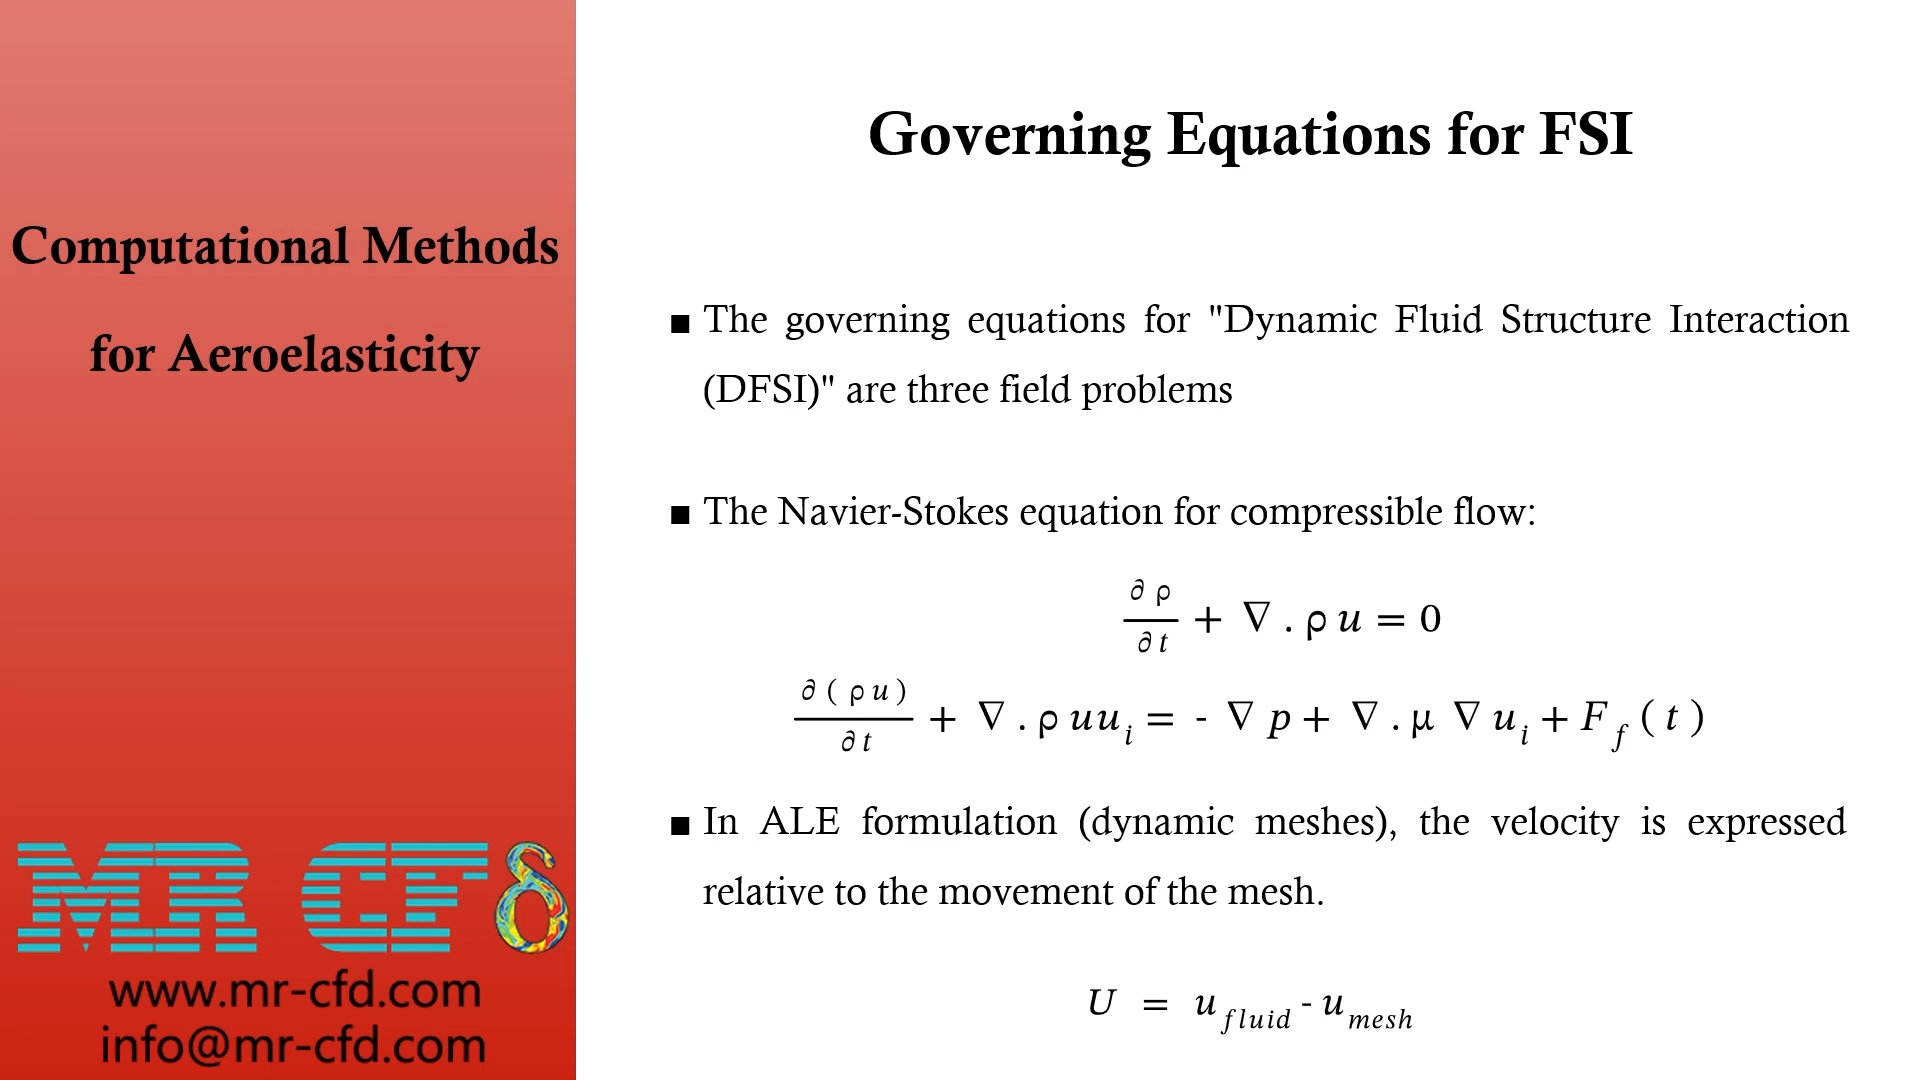 Computational Methods
for Aeroelasticity
MR CFδ
www.mr-cfd.com
info@mr-cfd.com
Governing Equations for FSI
■ The governing equations for "Dynamic Fluid Structure Interaction
(DFSI)" are three field problems
■ The Navier-Stokes equation for compressible flow:
∂ρ/∂t + ∇.ρu = 0
∂(ρu)/∂t + ∇.ρuu_i = -∇p + ∇.μ∇u_i + F_f(t)
■ In ALE formulation (dynamic meshes), the velocity is expressed
relative to the movement of the mesh.
U = u_fluid - u_mesh